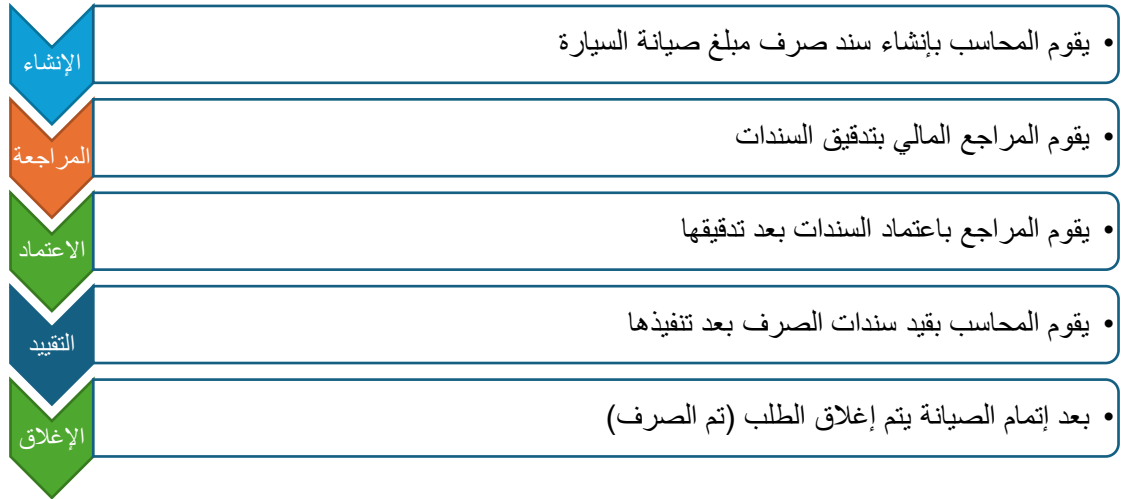 الإنشاء
• يقوم المحاسب بإنشاء سند صرف مبلغ صيانة السيارة
المراجعة
• يقوم المراجع المالي بتدقيق السندات
الاعتماد
• يقوم المراجع باعتماد السندات بعد تدقيقها
التقييد
• يقوم المحاسب بقيد سندات الصرف بعد تنفيذها
الإغلاق
• بعد إتمام الصيانة يتم إغلاق الطلب (تم الصرف)